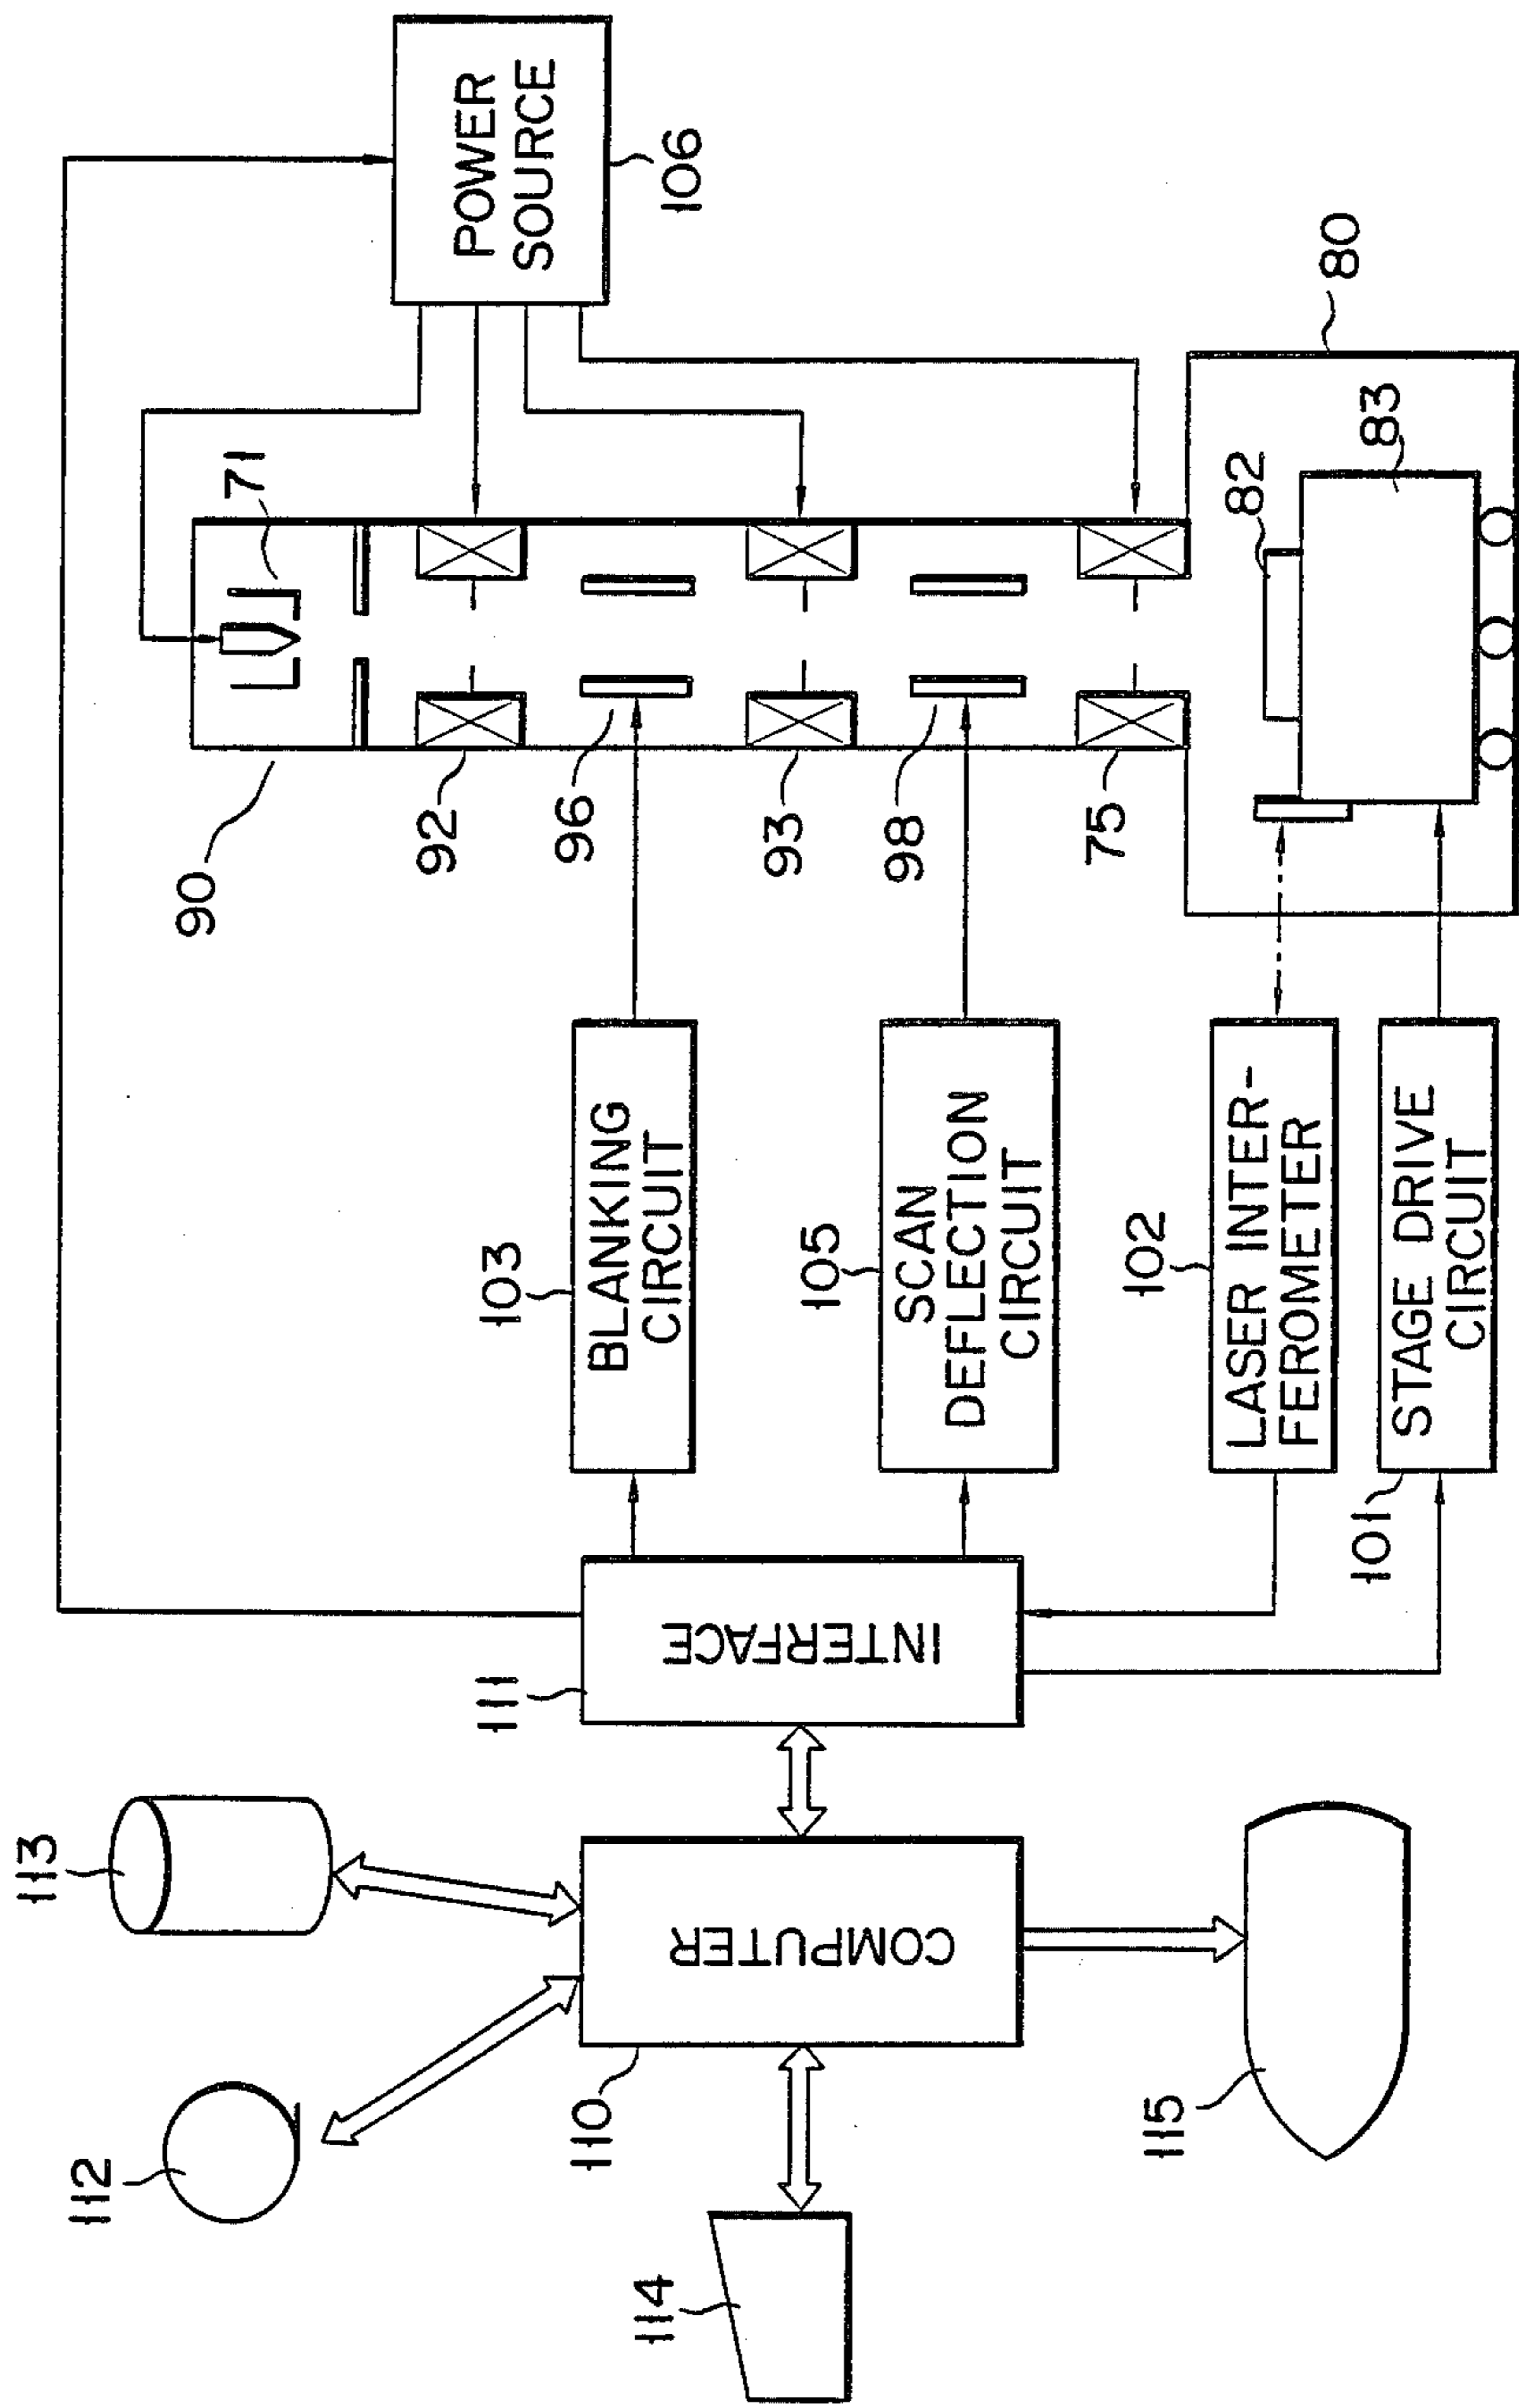 113
112
114
110
115
COMPUTER
111
INTERFACE
103
BLANKING
CIRCUIT
105
SCAN
DEFLECTION
CIRCUIT
102
LASER INTER-
FEROMETER
101
STAGE DRIVE
CIRCUIT
90
92
96
93
98
75
71
82
83
80
POWER
SOURCE
106